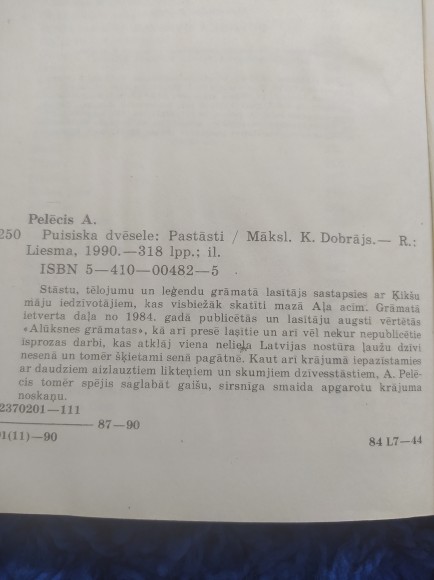 Pelēcis A.
250 Puisiska dvēsele: Pastāsti / Māksl. K. Dobrājs.— R.:
Liesma, 1990.—318 lpp.; il.
ISBN 5—410—00482—5
Stāstu, tēlojumu un leģendu grāmatā lasītājs sastapsies ar Ķikšu
māju iedzīvotājiem, kas visbiežāk skatīti mazā Aļa acīm. Grāmatā
ietverta daļa no 1984. gadā publicētās un lasītāju augsti vērtētās
«Alūksnes grāmatas», kā arī presē lasītie un arī vēl nekur nepublicētie
īsprozas darbi, kas atklāj viena neliela Latvijas nostūra ļaužu dzīvi
nesenā un tomēr šķietami senā pagātnē. Kaut arī krājumā iepazīstamies
ar daudziem aizlauztiem likteņiem un skumjiem dzīvesstāstiem, A. Pelē-
cis tomēr spējis saglabāt gaišu, sirsnīga smaida apgarotu krājuma
noskaņu.
2370201—111
87—90
01(11)—90
84 L7—44